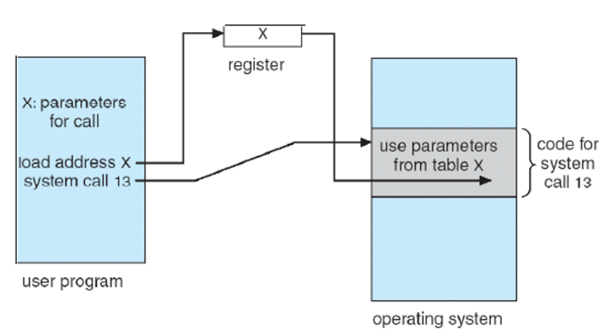 X
register
X: parameters
for call
load address X
system call 13
user program
use parameters
from table X
code for
system
call 13
operating system